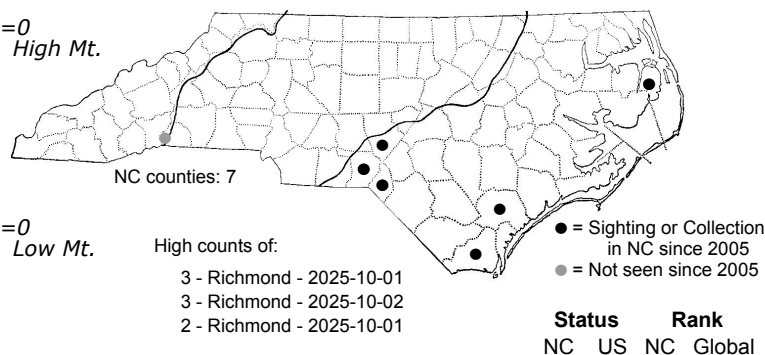 =0
High Mt.
NC counties: 7
=0
Low Mt.
High counts of:
3 - Richmond - 2025-10-01
3 - Richmond - 2025-10-02
2 - Richmond - 2025-10-01
● = Sighting or Collection
in NC since 2005
● = Not seen since 2005
Status Rank
NC US NC Global